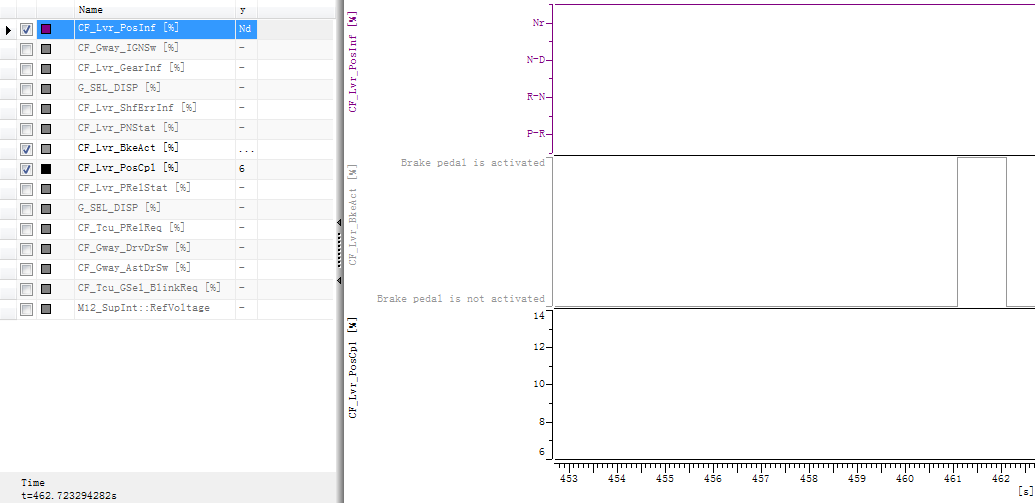 Name y
CF_Lvr_PosInf [%] Nd
CF_Gway_IGNSw [%] -
CF_Lvr_GearInf [%] -
G_SEL_DISP [%] -
CF_Lvr_ShfErrInf [%] -
CF_Lvr_PNStat [%] -
CF_Lvr_BkeAct [%] ...
CF_Lvr_PosCpl [%] 6
CF_Lvr_PRelStat [%] -
G_SEL_DISP [%] -
CF_Tcu_PRelReq [%] -
CF_Gway_DrvDrSw [%] -
CF_Gway_AstDrSw [%] -
CF_Tcu_GSel_BlinkReq [%] -
M12_SupInt::RefVoltage -
Time
t=462.723294282s
CF_Lvr_PosInf [%]
Nr
N-D
R-N
P-R
CF_Lvr_BkeAct [%]
Brake pedal is activated
Brake pedal is not activated
CF_Lvr_PosCpl [%]
14
12
10
8
6
453 454 455 456 457 458 459 460 461 462
[s]